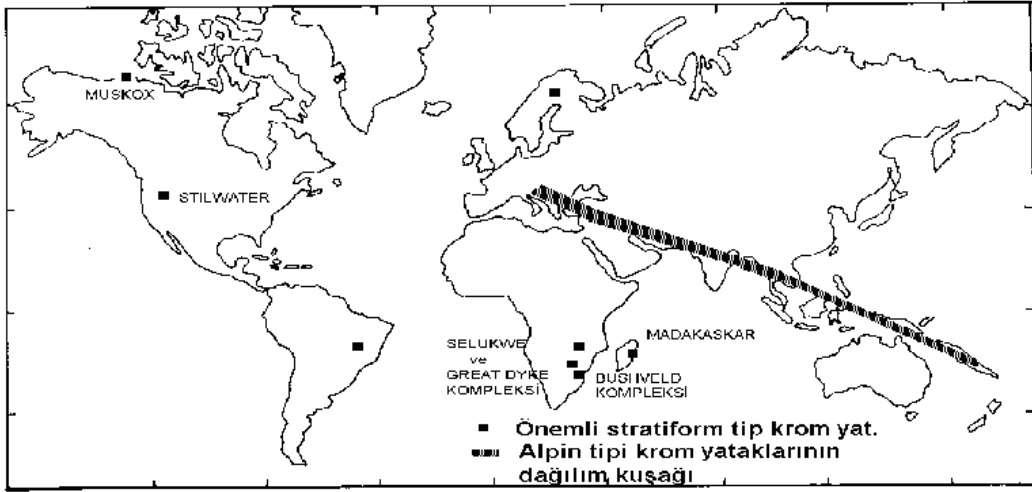 MUSKOX
STILWATER
SELUKWE
ve
GREAT DYKE
KOMPLEKSİ
MADAKASKAR
BUSHVELD
KOMPLEKSİ
Önemli stratiform tip krom yat.
Alpin tipi krom yataklarının
dağılım kuşağı